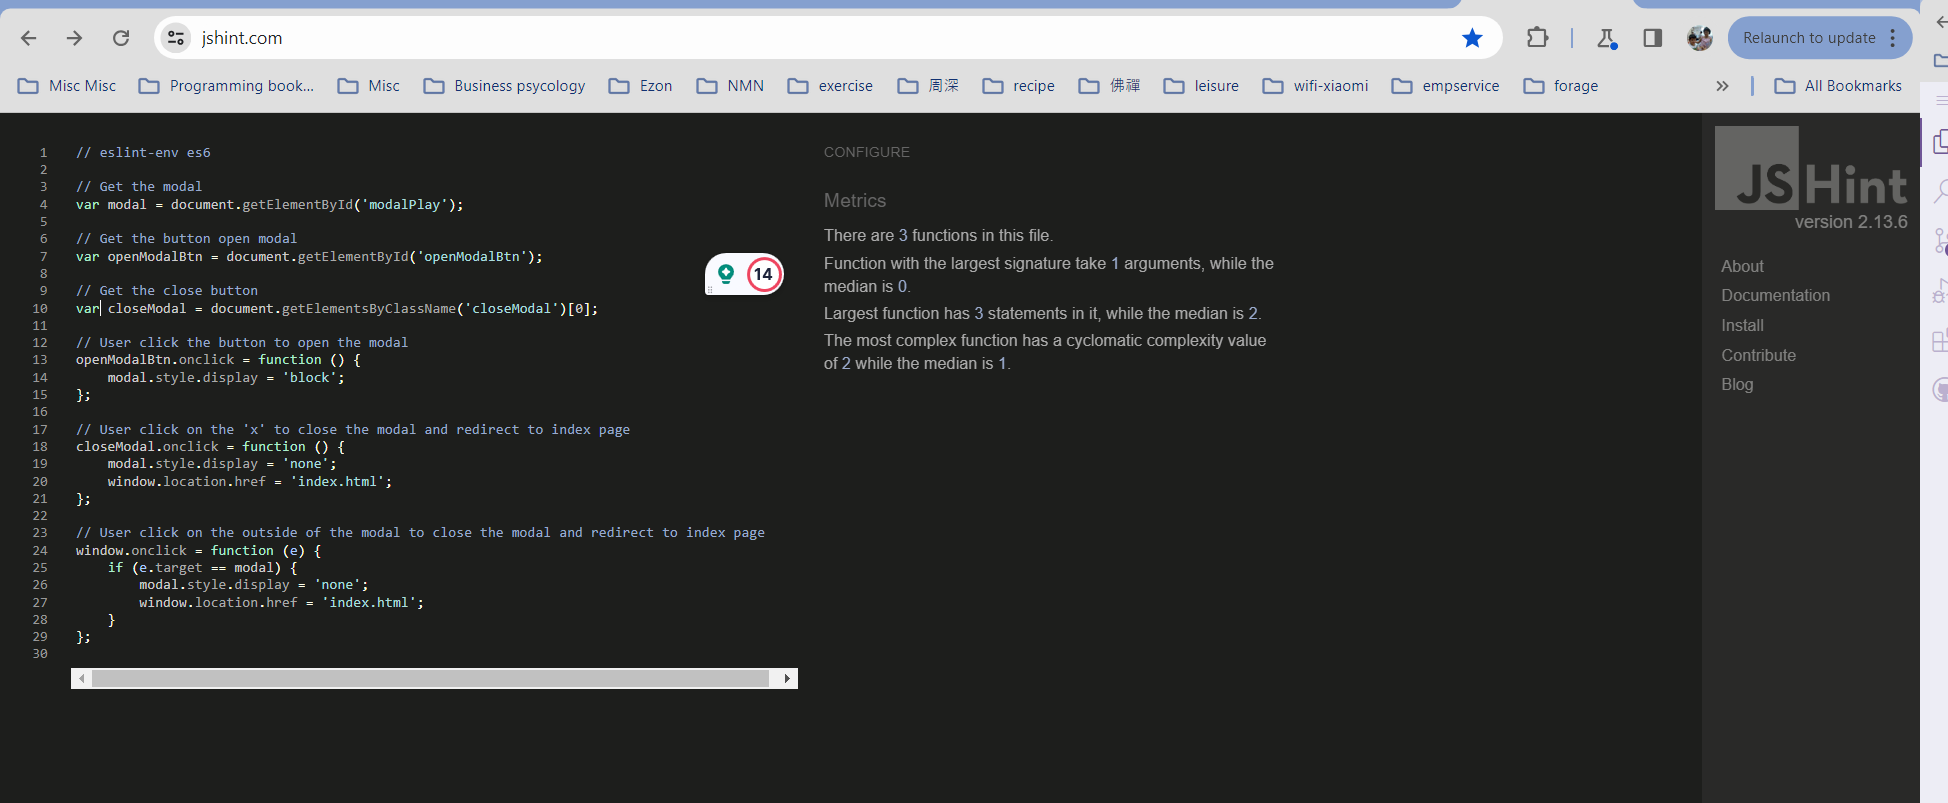 jshint.com
Relaunch to update
Misc Misc
Programming book...
Misc
Business psycology
Ezon
NMN
exercise
周深
recipe
佛禪
leisure
wifi-xiaomi
empservice
forage
»
All Bookmarks
1 // eslint-env es6
2
3 // Get the modal
4 var modal = document.getElementById('modalPlay');
5
6 // Get the button open modal
7 var openModalBtn = document.getElementById('openModalBtn');
8
9 // Get the close button
10 var closeModal = document.getElementsByClassName('closeModal')[0];
11
12 // User click the button to open the modal
13 openModalBtn.onclick = function () {
14 modal.style.display = 'block';
15 };
16
17 // User click on the 'x' to close the modal and redirect to index page
18 closeModal.onclick = function () {
19 modal.style.display = 'none';
20 window.location.href = 'index.html';
21 };
22
23 // User click on the outside of the modal to close the modal and redirect to index page
24 window.onclick = function (e) {
25 if (e.target == modal) {
26 modal.style.display = 'none';
27 window.location.href = 'index.html';
28 }
29 };
30
14
CONFIGURE
Metrics
There are 3 functions in this file.
Function with the largest signature take 1 arguments, while the
median is 0.
Largest function has 3 statements in it, while the median is 2.
The most complex function has a cyclomatic complexity value
of 2 while the median is 1.
JSHint
version 2.13.6
About
Documentation
Install
Contribute
Blog